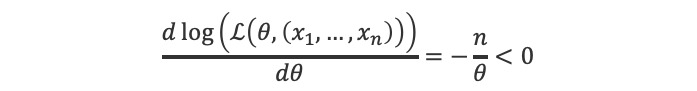 d log(ℒ(θ, (x₁, …, xₙ))) / dθ = − n/θ < 0